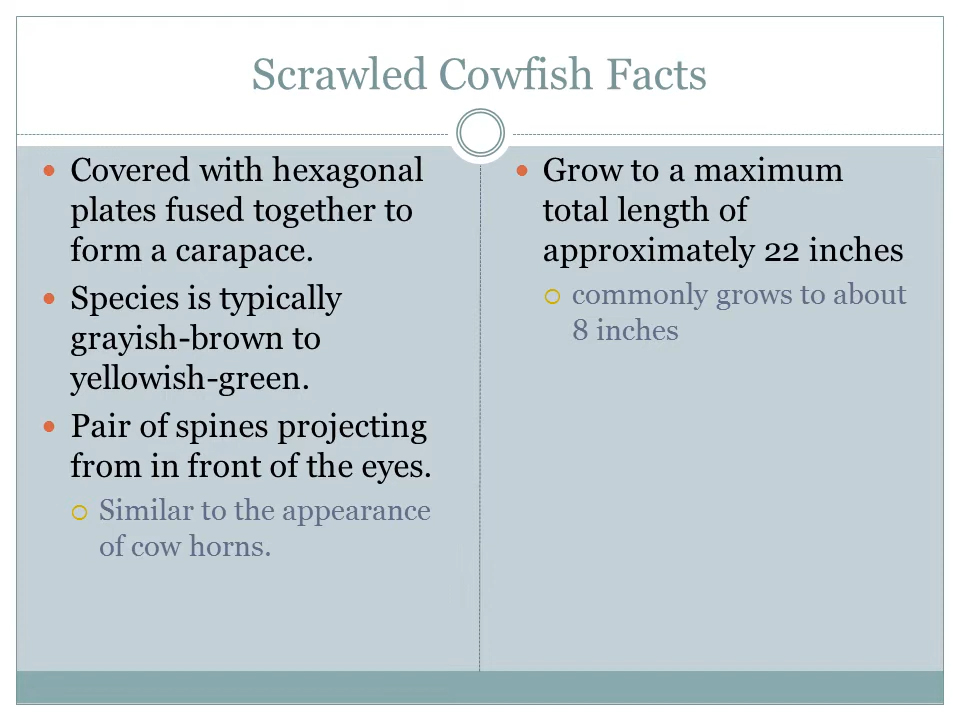 Scrawled Cowfish Facts
Covered with hexagonal
plates fused together to
form a carapace.
Species is typically
grayish-brown to
yellowish-green.
Pair of spines projecting
from in front of the eyes.
Similar to the appearance
of cow horns.
Grow to a maximum
total length of
approximately 22 inches
commonly grows to about
8 inches